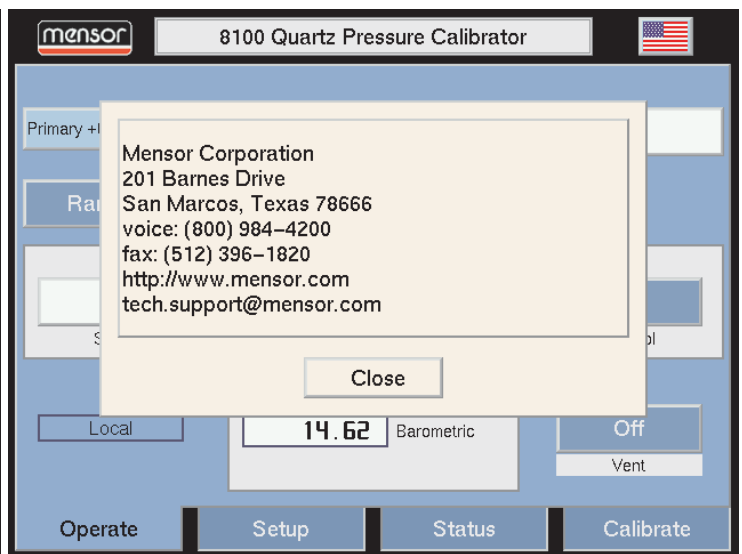 mensor
8100 Quartz Pressure Calibrator
Primary
Mensor Corporation
201 Barnes Drive
San Marcos, Texas 78666
voice: (800) 984–4200
fax: (512) 396–1820
http://www.mensor.com
tech.support@mensor.com
Close
Local
14.62 Barometric
Off
Vent
Operate Setup Status Calibrate